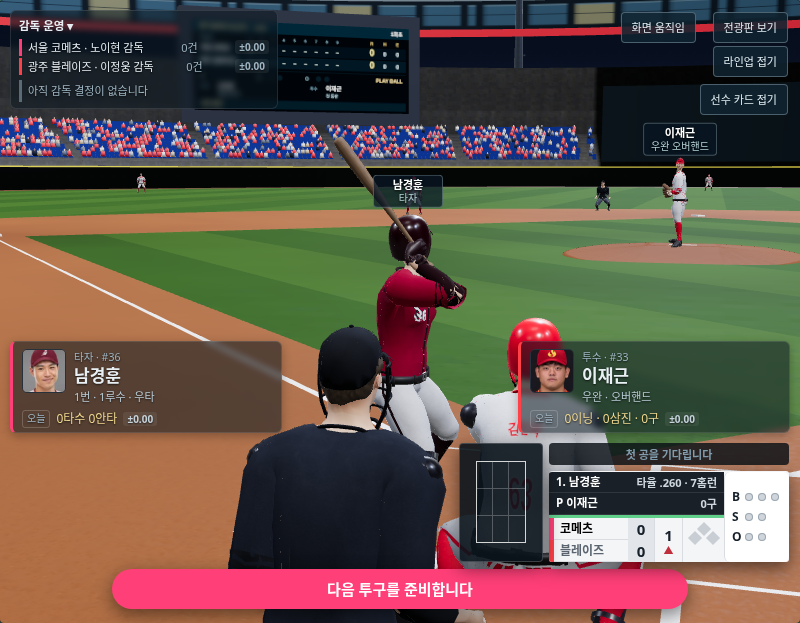 감독 운영 ▾
서울 코메츠 · 노이현 감독 0건 ±0.00
광주 블레이즈 · 이정웅 감독 0건 ±0.00
아직 감독 결정이 없습니다
PLAY BALL
이재근
화면 움직임
전광판 보기
라인업 접기
선수 카드 접기
이재근
우완 오버핸드
남경훈
타자
타자 · #36
남경훈
1번 · 1루수 · 우타
오늘 0타수 0안타 ±0.00
투수 · #33
이재근
우완 · 오버핸드
오늘 0이닝 · 0삼진 · 0구 ±0.00
63
첫 공을 기다립니다
1. 남경훈 타율 .260 · 7홈런
P 이재근 0구
코메츠 0
블레이즈 0
1
B
S
O
다음 투구를 준비합니다